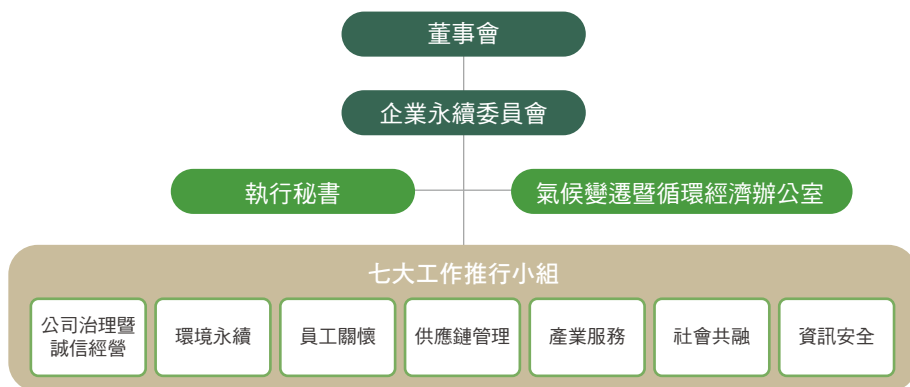 董事會
企業永續委員會
執行秘書
氣候變遷暨循環經濟辦公室
七大工作推行小組
公司治理暨
誠信經營
環境永續
員工關懷
供應鏈管理
產業服務
社會共融
資訊安全